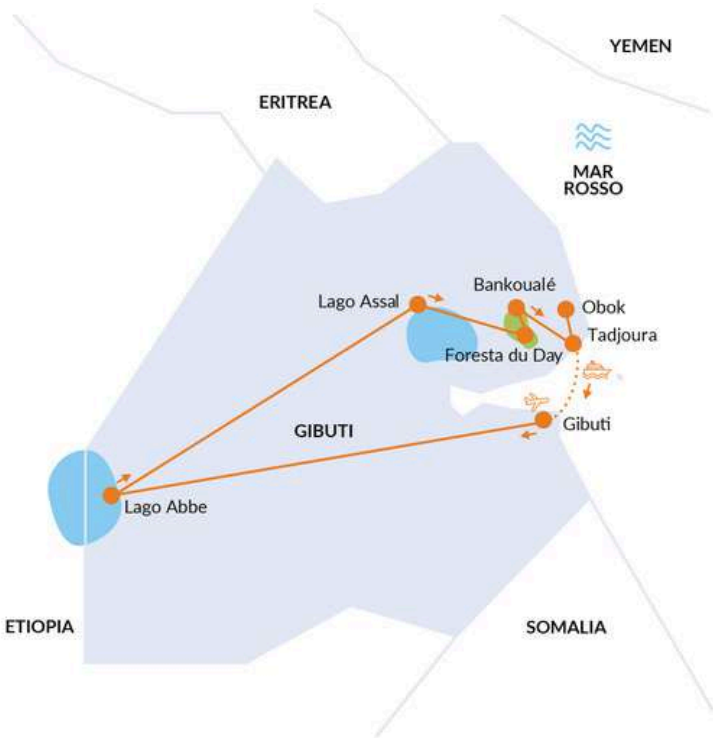 YEMEN
ERITREA
MAR
ROSSO
Bankoualé
Lago Assal
Obok
Tadjoura
Foresta du Day
Gibuti
GIBUTI
Lago Abbe
ETIOPIA
SOMALIA